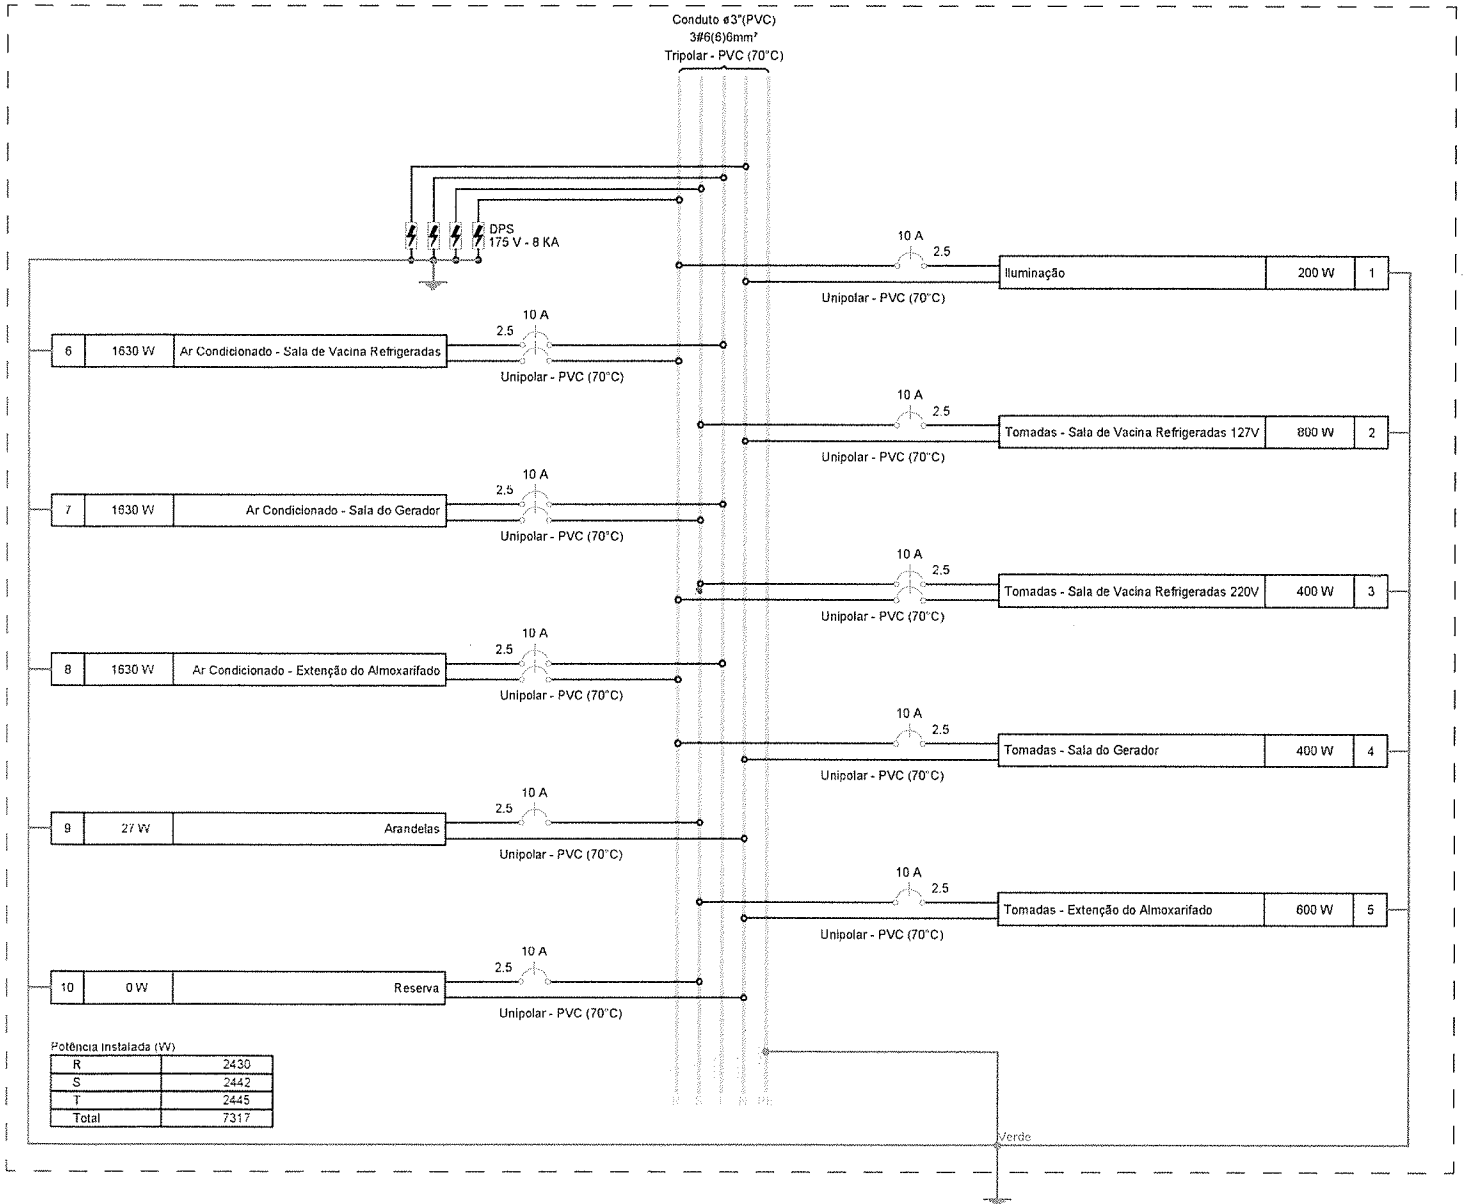 Conduto ø3"(PVC)
3#6(6)6mm²
Tripolar - PVC (70°C)
DPS
175 V - 8 KA
10 A
2.5
Iluminação 200 W 1
Unipolar - PVC (70°C)
10 A
2.5
6 1630 W Ar Condicionado - Sala de Vacina Refrigeradas
Unipolar - PVC (70°C)
10 A
2.5
Tomadas - Sala de Vacina Refrigeradas 127V 800 W 2
Unipolar - PVC (70°C)
10 A
2.5
7 1630 W Ar Condicionado - Sala do Gerador
Unipolar - PVC (70°C)
10 A
2.5
Tomadas - Sala de Vacina Refrigeradas 220V 400 W 3
Unipolar - PVC (70°C)
10 A
2.5
8 1630 W Ar Condicionado - Extenção do Almoxarifado
Unipolar - PVC (70°C)
10 A
2.5
Tomadas - Sala do Gerador 400 W 4
Unipolar - PVC (70°C)
10 A
2.5
9 27 W Arandelas
Unipolar - PVC (70°C)
10 A
2.5
Tomadas - Extenção do Almoxarifado 600 W 5
Unipolar - PVC (70°C)
10 A
2.5
10 0 W Reserva
Unipolar - PVC (70°C)
Potência Instalada (W)
R 2430
S 2442
T 2445
Total 7317
Verde